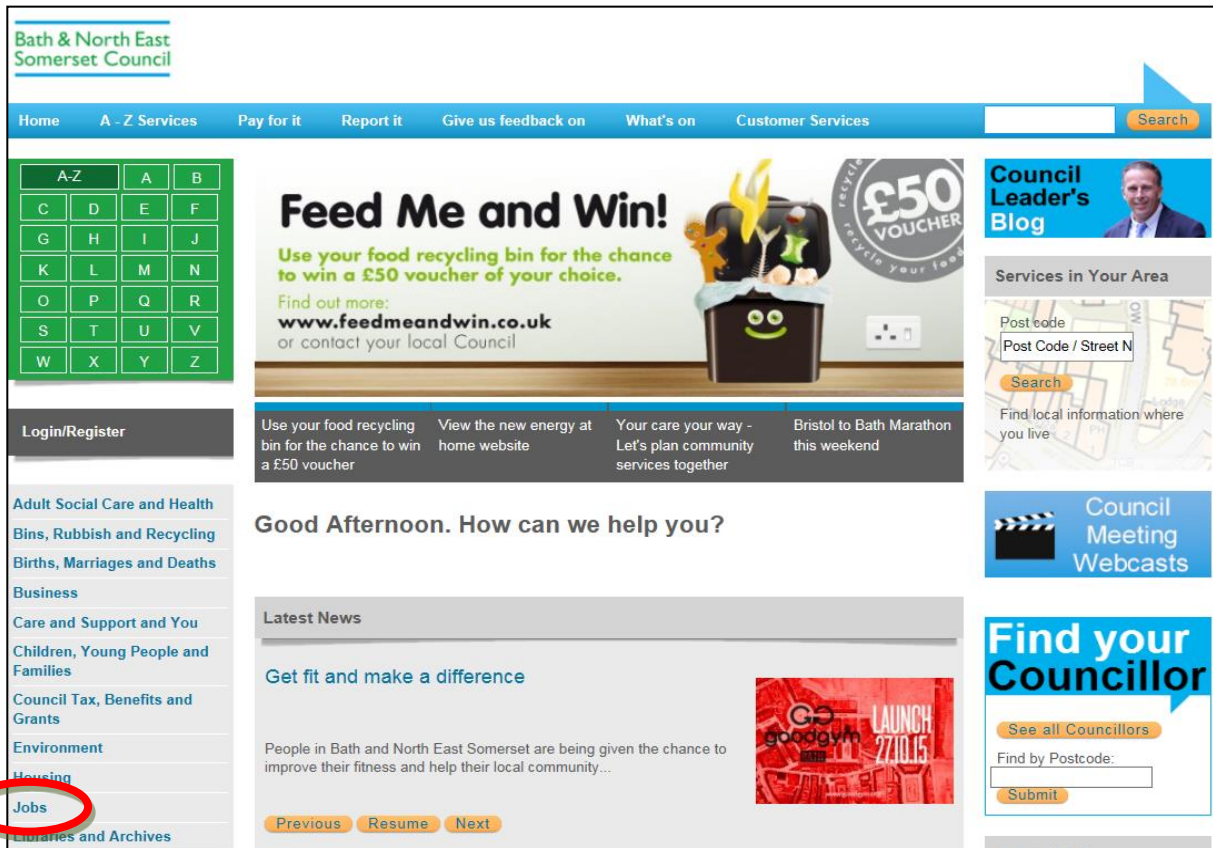 Bath & North East
Somerset Council
Home A - Z Services Pay for it Report it Give us feedback on What's on Customer Services Search
A-Z A B
C D E F
G H I J
K L M N
O P Q R
S T U V
W X Y Z
Login/Register
Adult Social Care and Health
Bins, Rubbish and Recycling
Births, Marriages and Deaths
Business
Care and Support and You
Children, Young People and
Families
Council Tax, Benefits and
Grants
Environment
Housing
Jobs
Libraries and Archives
Feed Me and Win!
Use your food recycling bin for the chance
to win a £50 voucher of your choice.
Find out more:
www.feedmeandwin.co.uk
or contact your local Council
£50
VOUCHER
recycle your food
recycle
Use your food recycling
bin for the chance to win
a £50 voucher
View the new energy at
home website
Your care your way -
Let's plan community
services together
Bristol to Bath Marathon
this weekend
Good Afternoon. How can we help you?
Latest News
Get fit and make a difference
People in Bath and North East Somerset are being given the chance to
improve their fitness and help their local community...
GO
goodgym
BATH
LAUNCH
27.10.15
Previous Resume Next
Council
Leader's
Blog
Services in Your Area
Post code
Post Code / Street N
Search
Find local information where
you live
Council
Meeting
Webcasts
Find your
Councillor
See all Councillors
Find by Postcode:
Submit